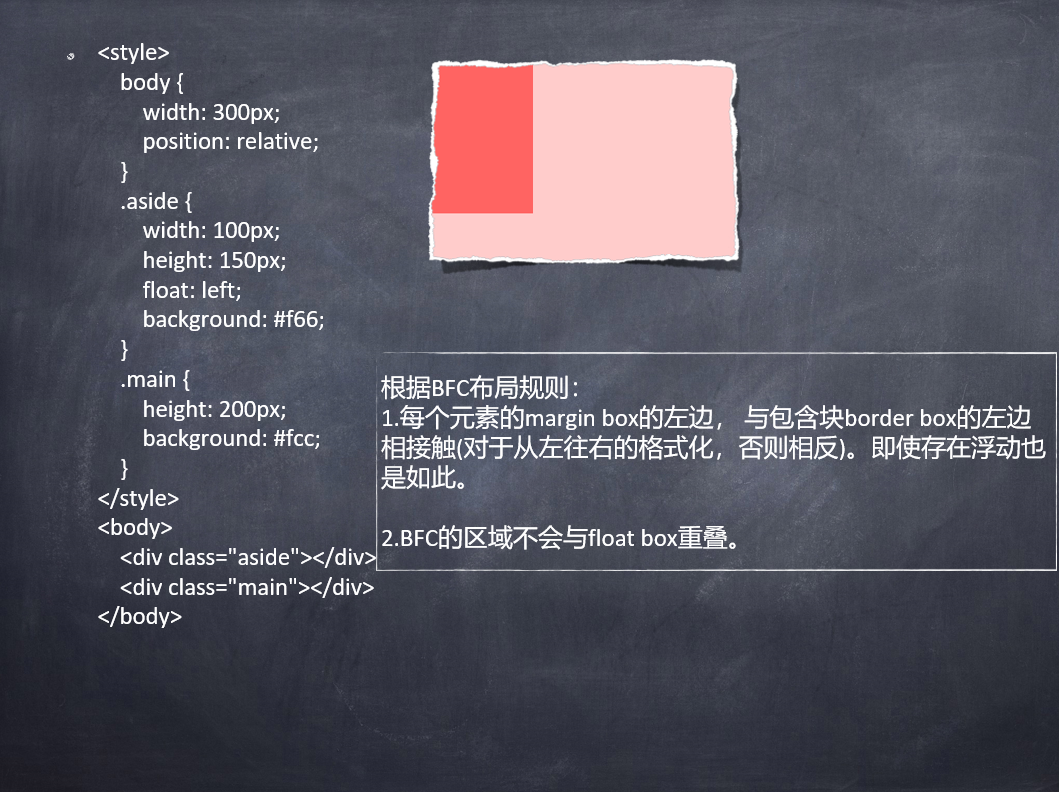 <style>
body {
width: 300px;
position: relative;
}
.aside {
width: 100px;
height: 150px;
float: left;
background: #f66;
}
.main {
height: 200px;
background: #fcc;
}
</style>
<body>
<div class="aside"></div>
<div class="main"></div>
</body>
根据BFC布局规则：
1.每个元素的margin box的左边， 与包含块border box的左边
相接触(对于从左往右的格式化，否则相反)。即使存在浮动也
是如此。
2.BFC的区域不会与float box重叠。